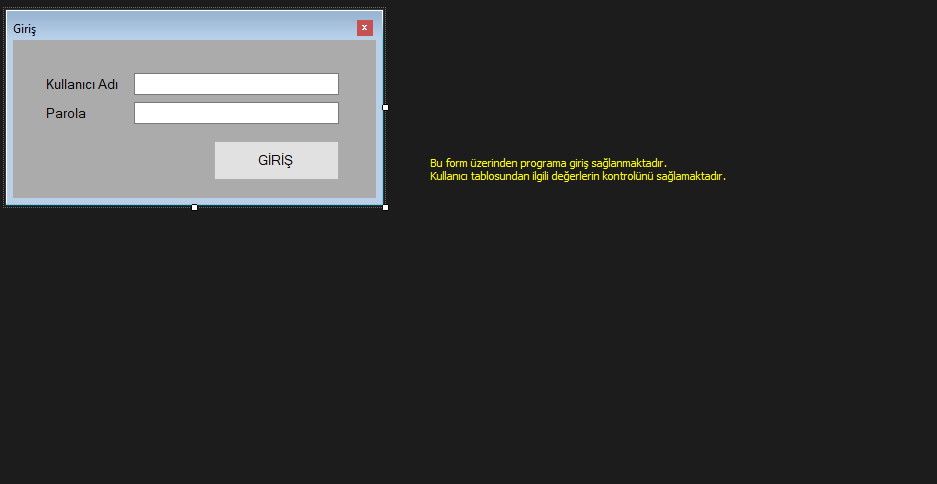 Giriş
x
Kullanıcı Adı
Parola
GİRİŞ
Bu form üzerinden programa giriş sağlanmaktadır.
Kullanıcı tablosundan ilgili değerlerin kontrolünü sağlamaktadır.